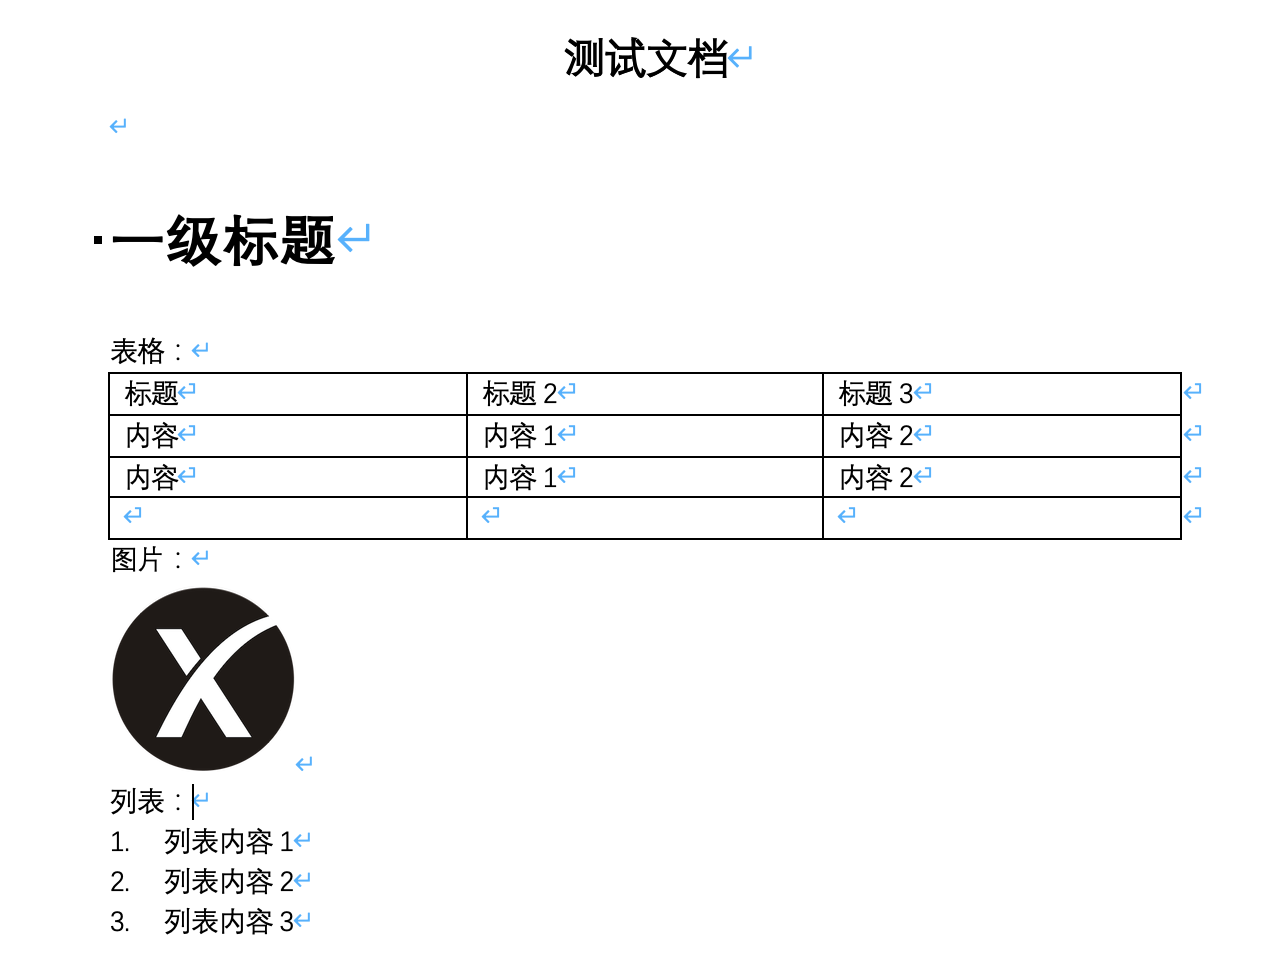 测试文档
一级标题
表格：
标题 标题 2 标题 3
内容 内容 1 内容 2
内容 内容 1 内容 2
图片：
X
列表：
1. 列表内容 1
2. 列表内容 2
3. 列表内容 3